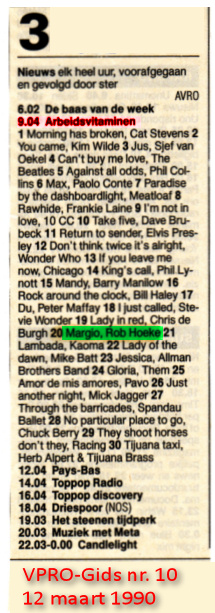 3
Nieuws elk heel uur, voorafgegaan
en gevolgd door ster
AVRO
6.02 De baas van de week
9.04 Arbeidsvitaminen
1 Morning has broken, Cat Stevens 2
You came, Kim Wilde 3 Jus, Sjef van
Oekel 4 Can't buy me love, The
Beatles 5 Against all odds, Phil Col-
lins 6 Max, Paolo Conte 7 Paradise
by the dashboardlight, Meatloaf 8
Rawhide, Frankie Laine 9 I'm not in
love, 10 CC 10 Take five, Dave Bru-
beck 11 Return to sender, Elvis Pres-
ley 12 Don't think twice it's alright,
Wonder Who 13 If you leave me
now, Chicago 14 King's call, Phil Ly-
nott 15 Mandy, Barry Manilow 16
Rock around the clock, Bill Haley 17
Du, Peter Maffay 18 I just called, Ste-
vie Wonder 19 Lady in red, Chris de
Burgh 20 Margio, Rob Hoeke 21
Lambada, Kaoma 22 Lady of the
dawn, Mike Batt 23 Jessica, Allman
Brothers Band 24 Gloria, Them 25
Amor de mis amores, Pavo 26 Just
another night, Mick Jagger 27
Through the barricades, Spandau
Ballet 28 No particular place to go,
Chuck Berry 29 They shoot horses
don't they, Racing 30 Tijuana taxi,
Herb Alpert & Tijuana Brass
12.04 Pays-Bas
14.04 Toppop Radio
16.04 Toppop discovery
18.04 Driespoor (NOS)
19.03 Het steenen tijdperk
20.03 Muziek met Meta
22.03-0.00 Candlelight
VPRO-Gids nr. 10
12 maart 1990